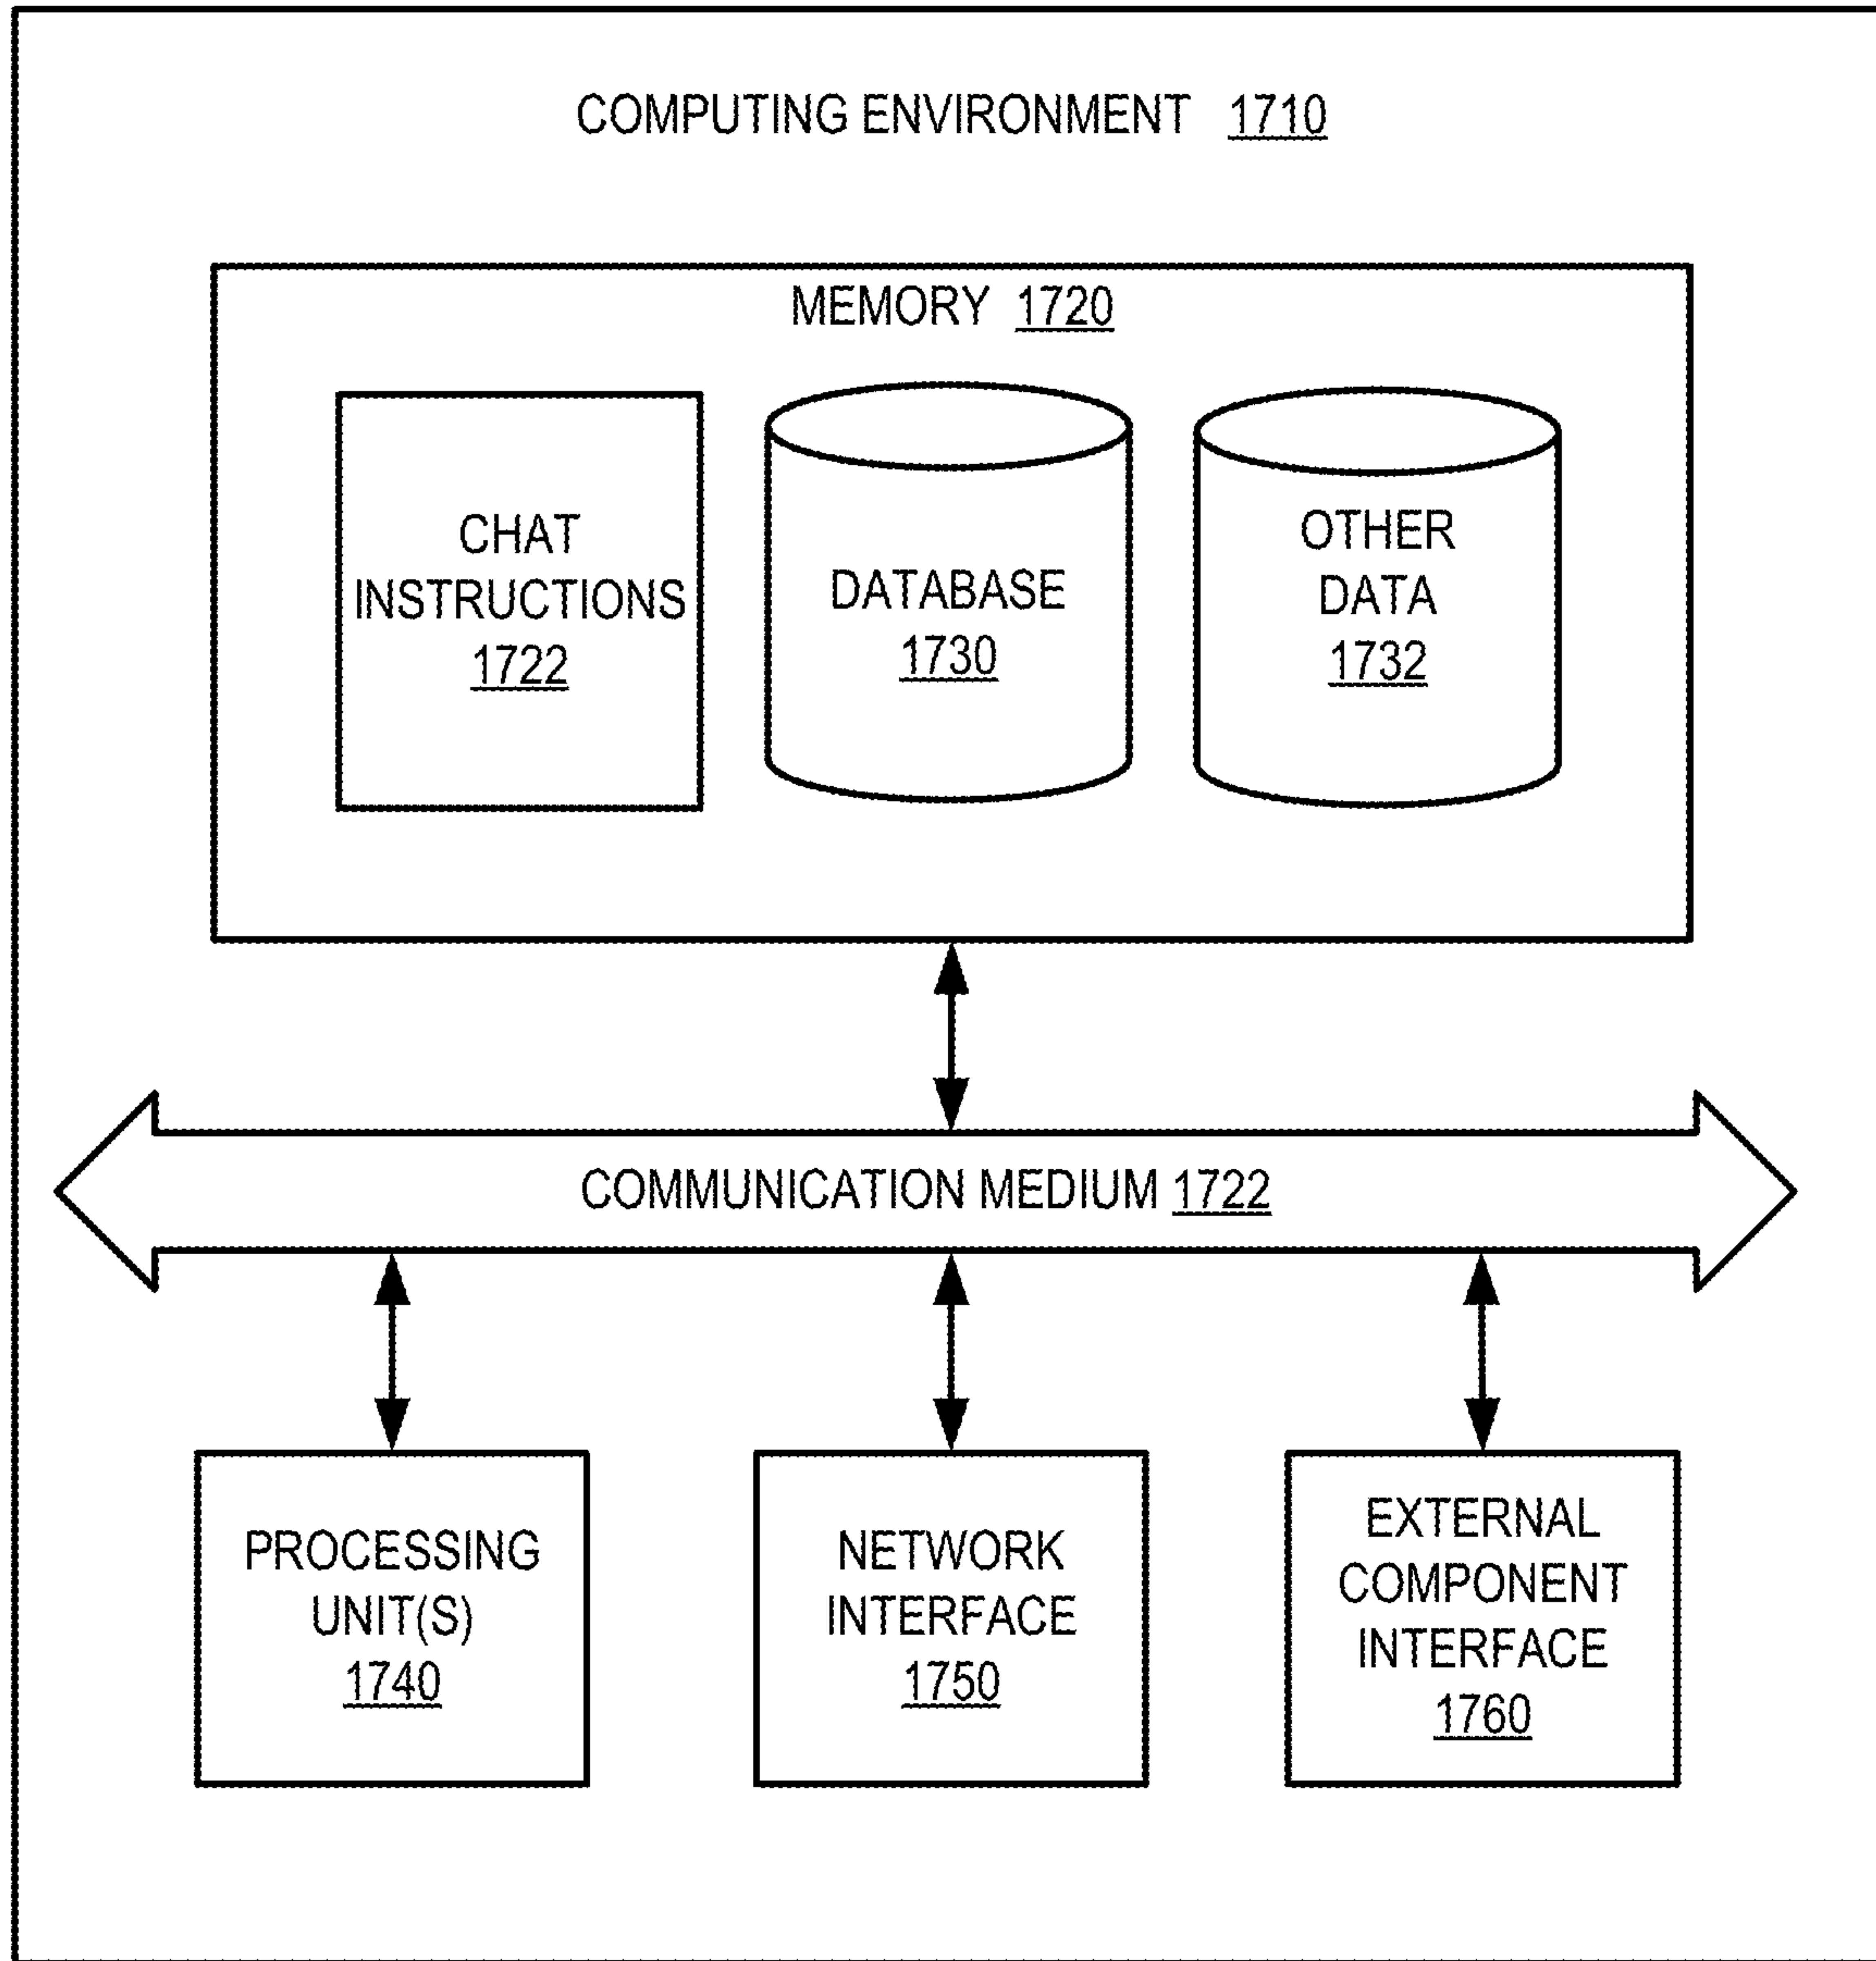 COMPUTING ENVIRONMENT 1710
MEMORY 1720
CHAT
INSTRUCTIONS
1722
DATABASE
1730
OTHER
DATA
1732
COMMUNICATION MEDIUM 1722
PROCESSING
UNIT(S)
1740
NETWORK
INTERFACE
1750
EXTERNAL
COMPONENT
INTERFACE
1760